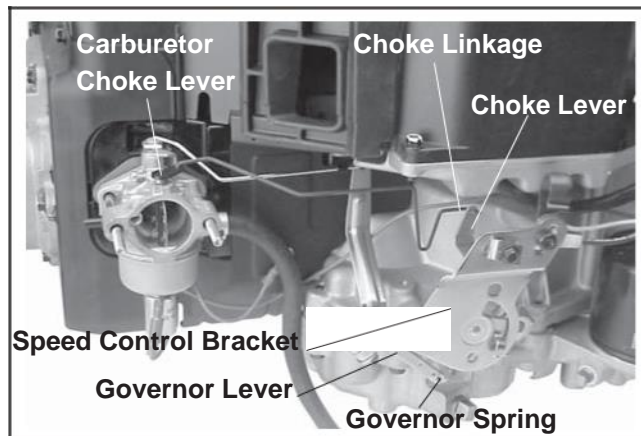 Carburetor
Choke Lever
Choke Linkage
Choke Lever
Speed Control Bracket
Governor Lever
Governor Spring